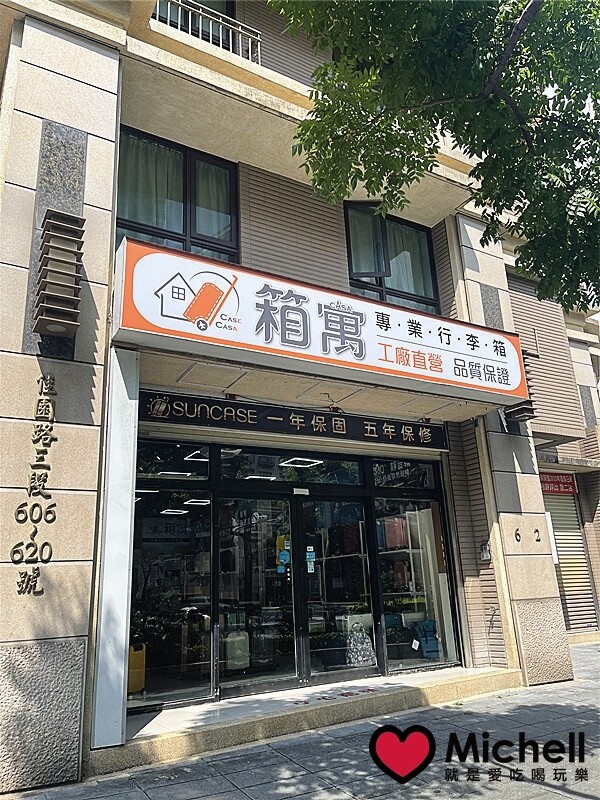 CASE
CASA
箱寓
CASA
專·業·行·李·箱
工廠直營 品質保證
SUNCASE 一年保固 五年保修
佳園路三段
606
~
620
號
62
Michell
就是愛吃喝玩樂